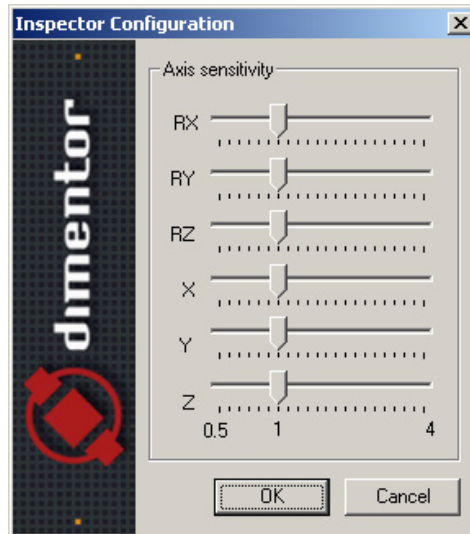 Inspector Configuration
dimentor
Axis sensitivity
RX
RY
RZ
X
Y
Z
0.5 1 4
OK Cancel